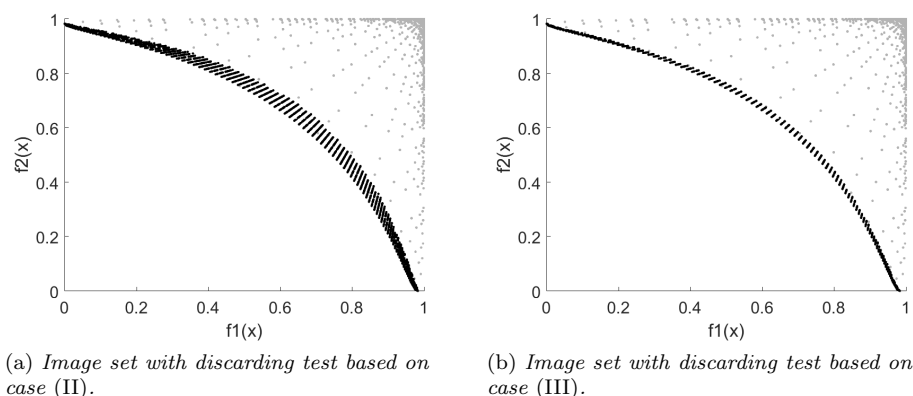 1
0.8
0.6
0.4
0.2
0
f2(x)
0 0.2 0.4 0.6 0.8 1
f1(x)
(a) Image set with discarding test based on
case (II).
1
0.8
0.6
0.4
0.2
0
f2(x)
0 0.2 0.4 0.6 0.8 1
f1(x)
(b) Image set with discarding test based on
case (III).